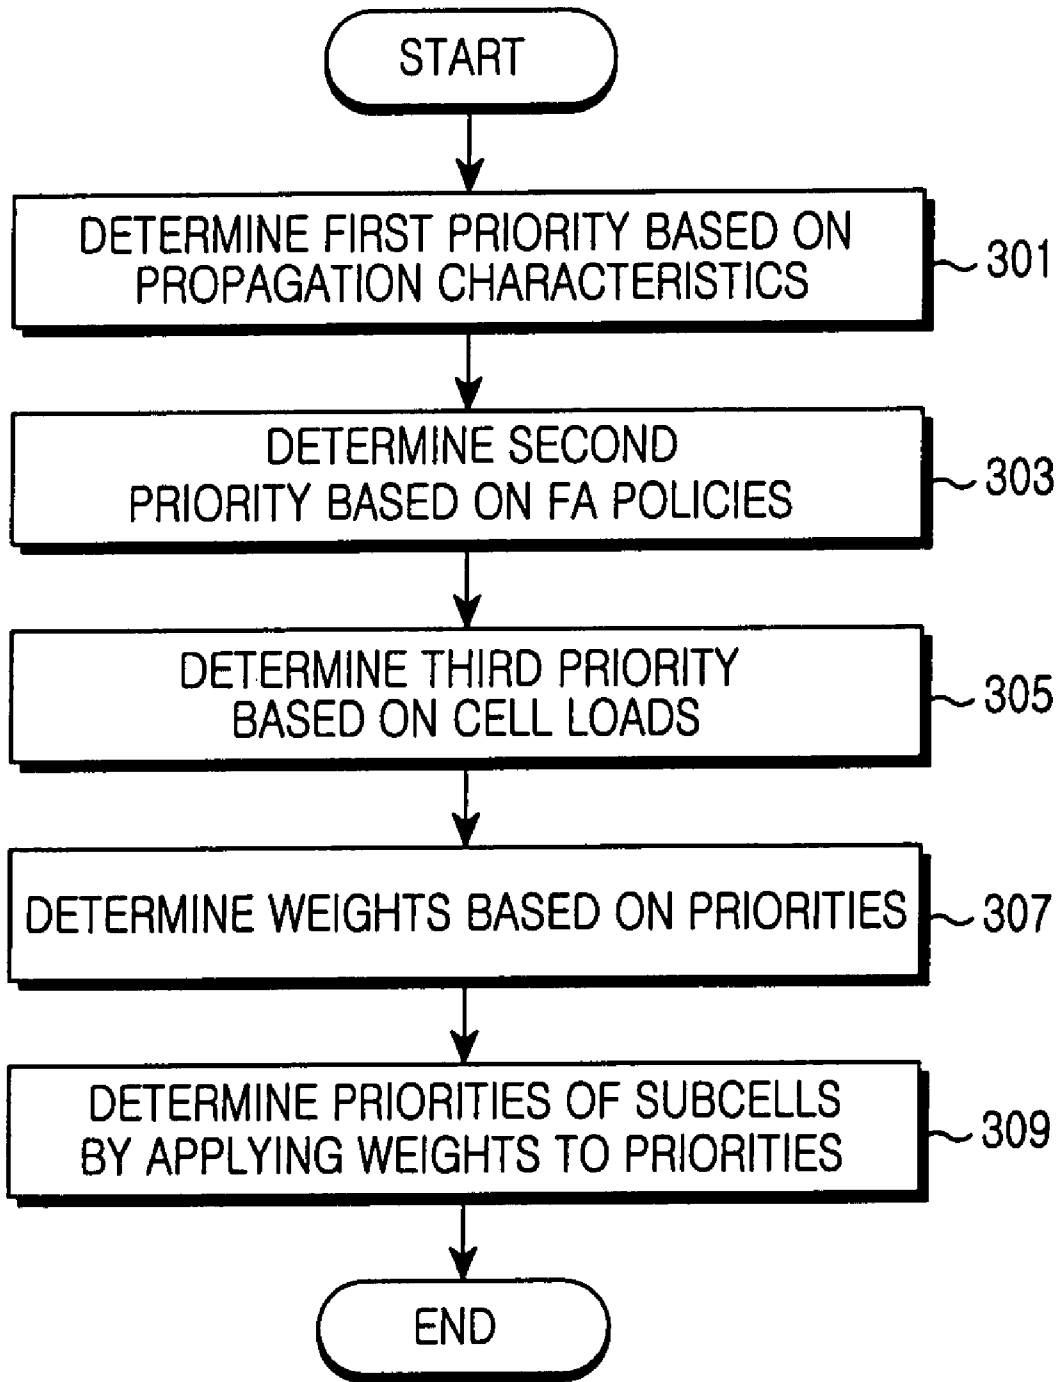 START
DETERMINE FIRST PRIORITY BASED ON
PROPAGATION CHARACTERISTICS
301
DETERMINE SECOND
PRIORITY BASED ON FA POLICIES
303
DETERMINE THIRD PRIORITY
BASED ON CELL LOADS
305
DETERMINE WEIGHTS BASED ON PRIORITIES
307
DETERMINE PRIORITIES OF SUBCELLS
BY APPLYING WEIGHTS TO PRIORITIES
309
END